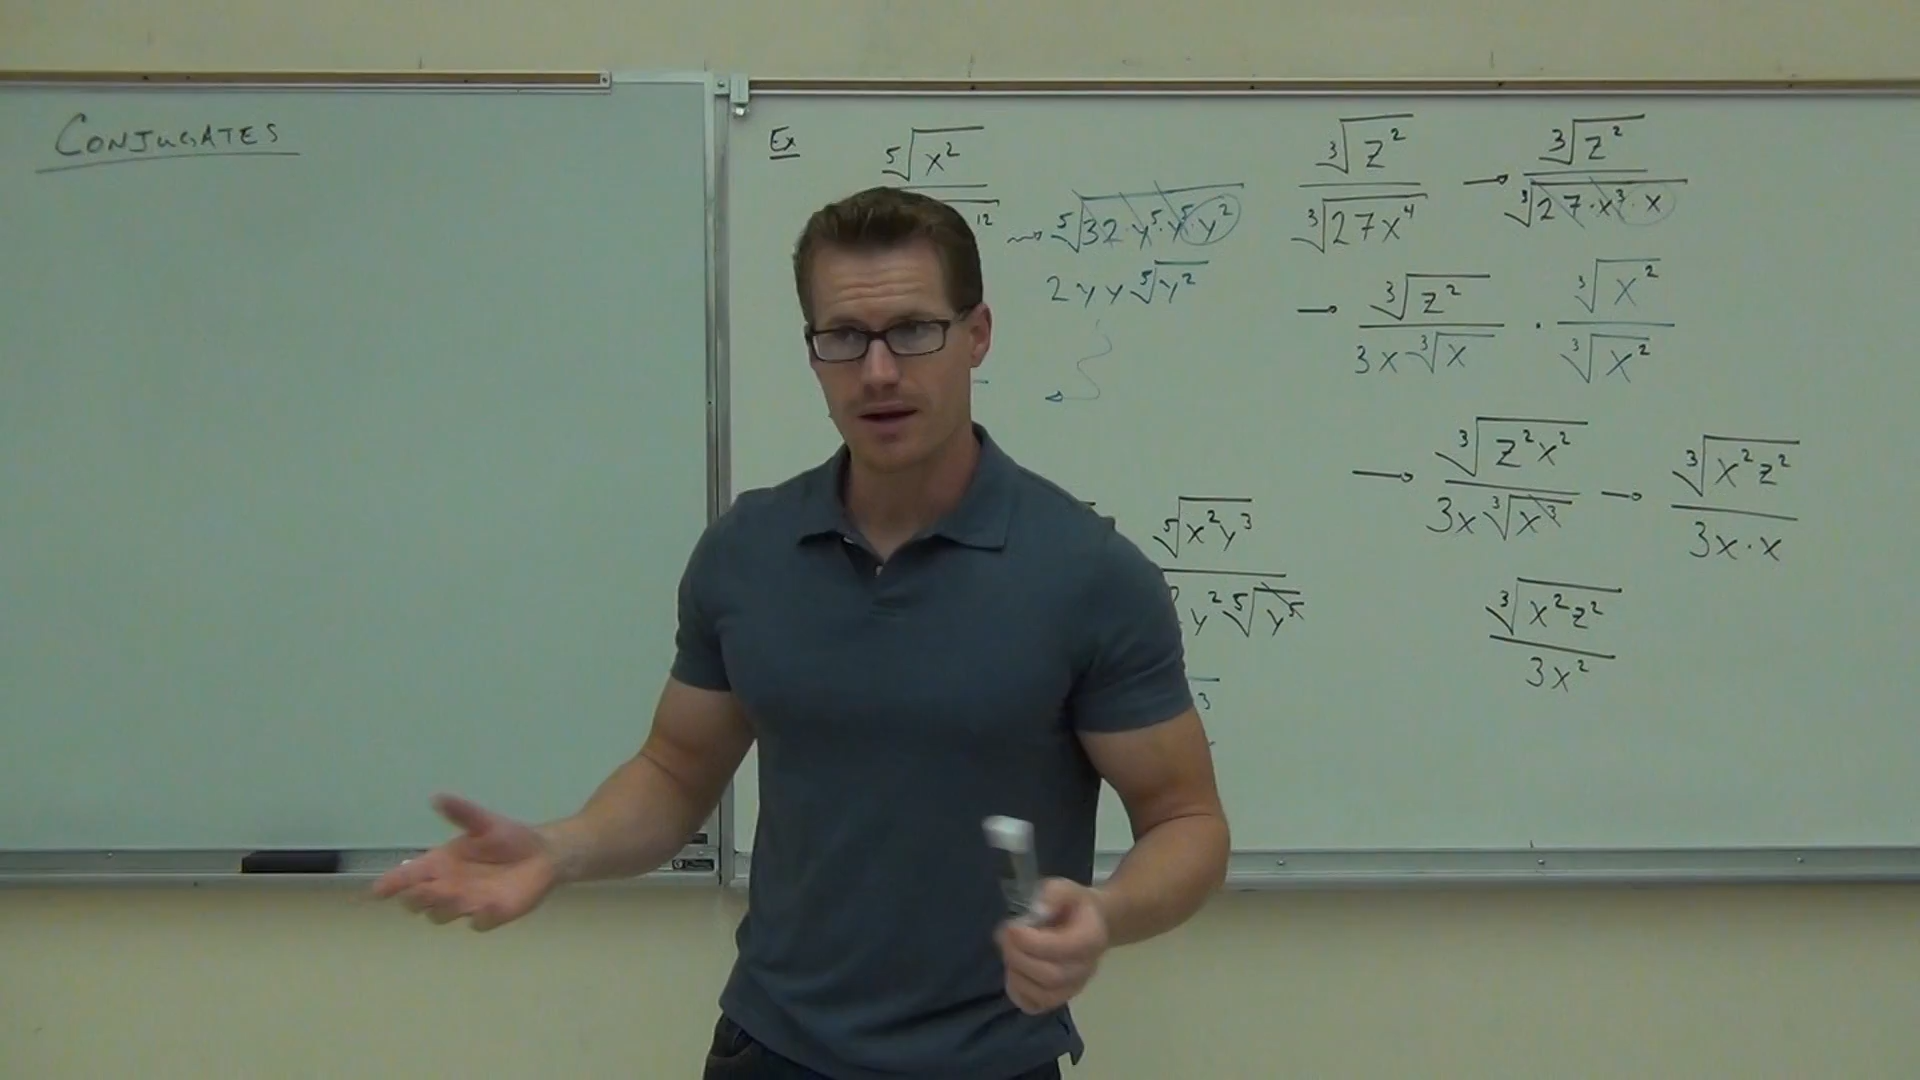 CONJUGATES
Ex
⁵√x²
12
⁵√32·y⁵·y⁵·y²
2yy⁵√y²
⁵√x²y³
y²⁵√y⁵
3
³√z² / ³√27x⁴ → ³√z² / ³√27·x³·x
→ ³√z² / 3x³√x · ³√x² / ³√x²
→ ³√z²x² / 3x³√x³ → ³√x²z² / 3x·x
³√x²z² / 3x²